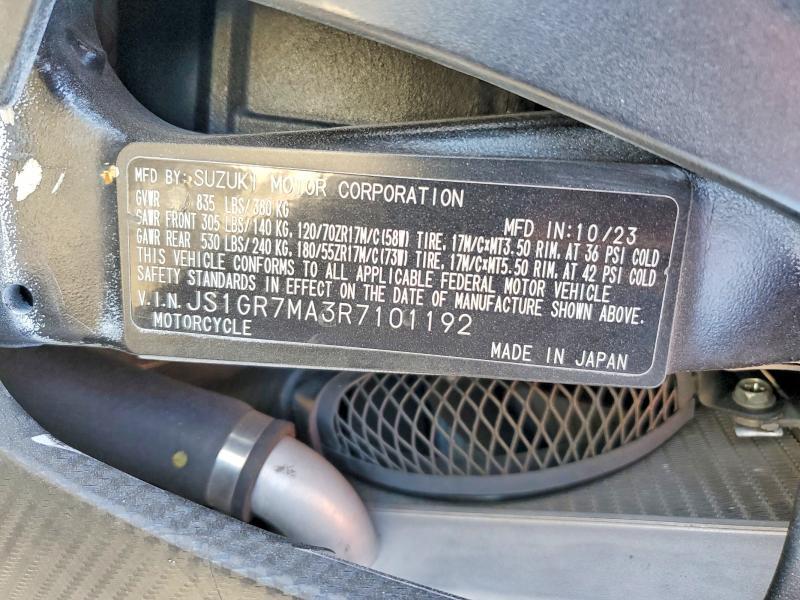 MFD BY: SUZUKI MOTOR CORPORATION
MFD IN:10/23
GVWR 835 LBS/380 KG
GAWR FRONT 305 LBS/140 KG, 120/70ZR17M/C(58W) TIRE, 17M/C×MT3.50 RIM, AT 36 PSI COLD
GAWR REAR 530 LBS/240 KG, 180/55ZR17M/C(73W) TIRE, 17M/C×MT5.50 RIM, AT 42 PSI COLD
THIS VEHICLE CONFORMS TO ALL APPLICABLE FEDERAL MOTOR VEHICLE
SAFETY STANDARDS IN EFFECT ON THE DATE OF MANUFACTURE SHOWN ABOVE.
V.I.N. JS1GR7MA3R7101192
MOTORCYCLE
MADE IN JAPAN